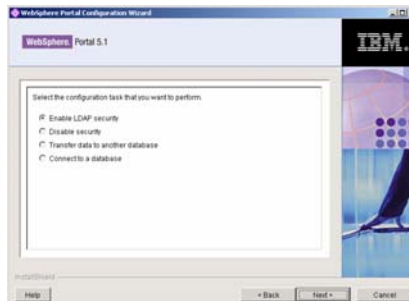 WebSphere Portal Configuration Wizard
WebSphere. Portal 5.1
IBM.
Select the configuration task that you want to perform.
Enable LDAP security
Disable security
Transfer data to another database
Connect to a database
InstallShield
Help
< Back
Next >
Cancel